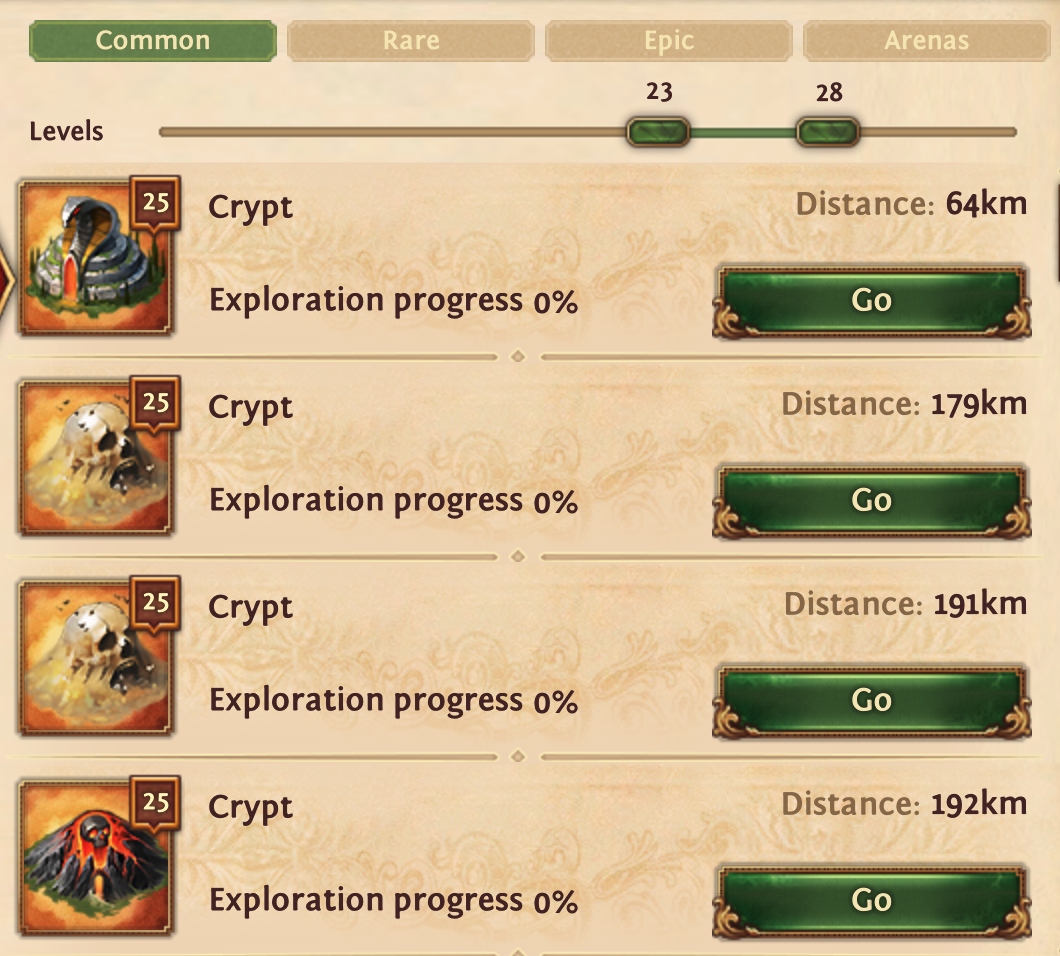 Common Rare Epic Arenas
23 28
Levels
25 Crypt Distance: 64km
Exploration progress 0% Go
25 Crypt Distance: 179km
Exploration progress 0% Go
25 Crypt Distance: 191km
Exploration progress 0% Go
25 Crypt Distance: 192km
Exploration progress 0% Go